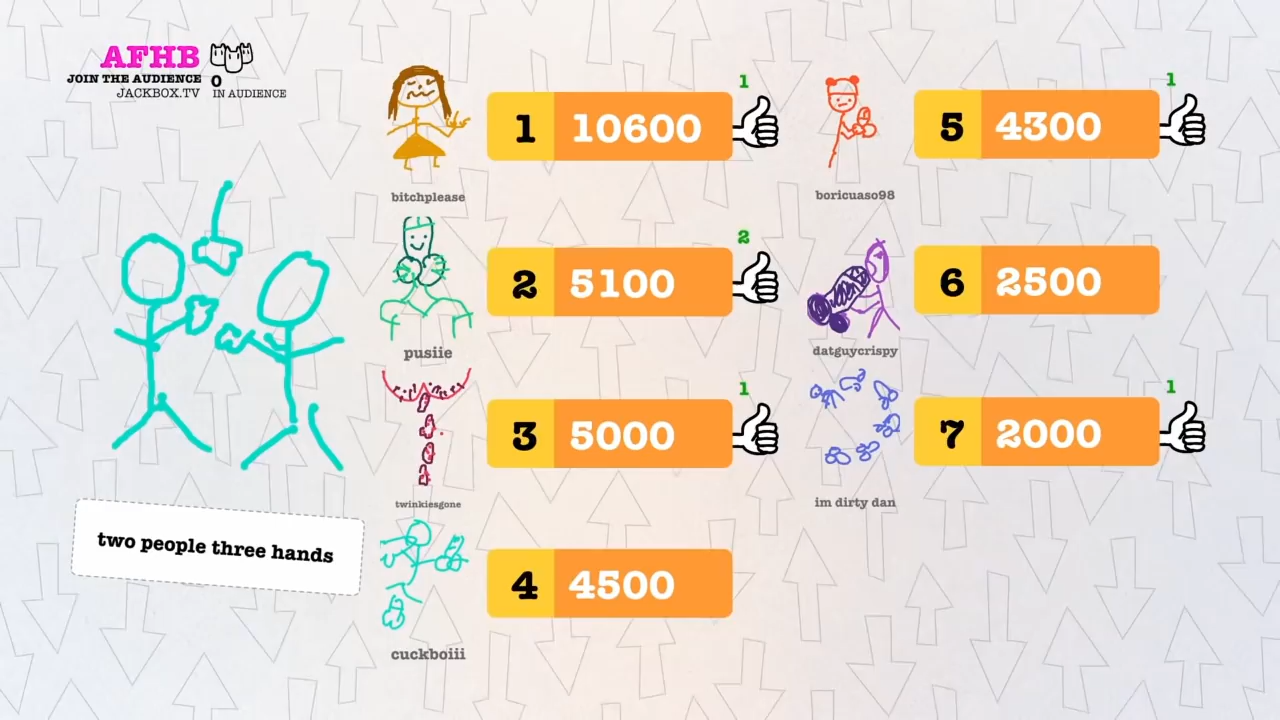 AFHB
JOIN THE AUDIENCE
JACKBOX.TV
0
IN AUDIENCE
two people three hands
1 10600
1
bitchplease
2 5100
2
pusiie
3 5000
1
twinkiesgone
4 4500
cuckboiii
5 4300
1
boricuaso98
6 2500
datguycrispy
7 2000
1
im dirty dan